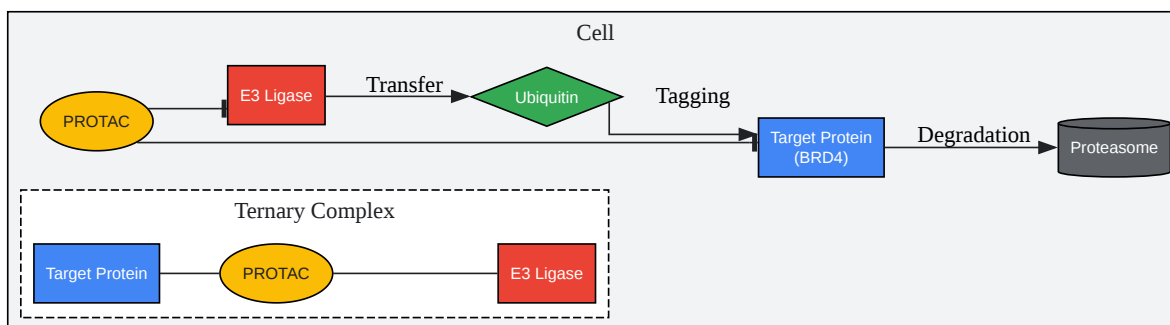 Cell
PROTAC
E3 Ligase
Transfer
Ubiquitin
Tagging
Target Protein
(BRD4)
Degradation
Proteasome
Ternary Complex
Target Protein
PROTAC
E3 Ligase